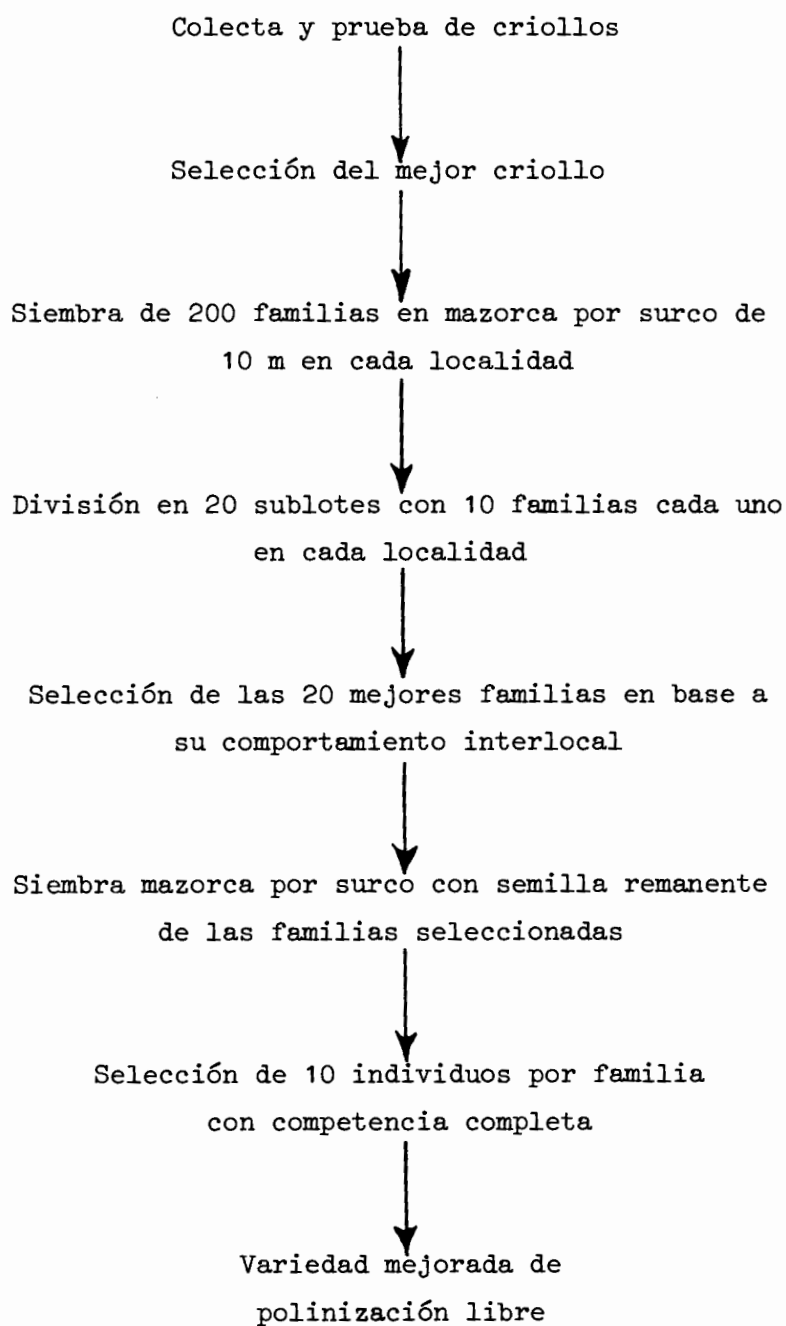 Colecta y prueba de criollos
Selección del mejor criollo
Siembra de 200 familias en mazorca por surco de
10 m en cada localidad
División en 20 sublotes con 10 familias cada uno
en cada localidad
Selección de las 20 mejores familias en base a
su comportamiento interlocal
Siembra mazorca por surco con semilla remanente
de las familias seleccionadas
Selección de 10 individuos por familia
con competencia completa
Variedad mejorada de
polinización libre